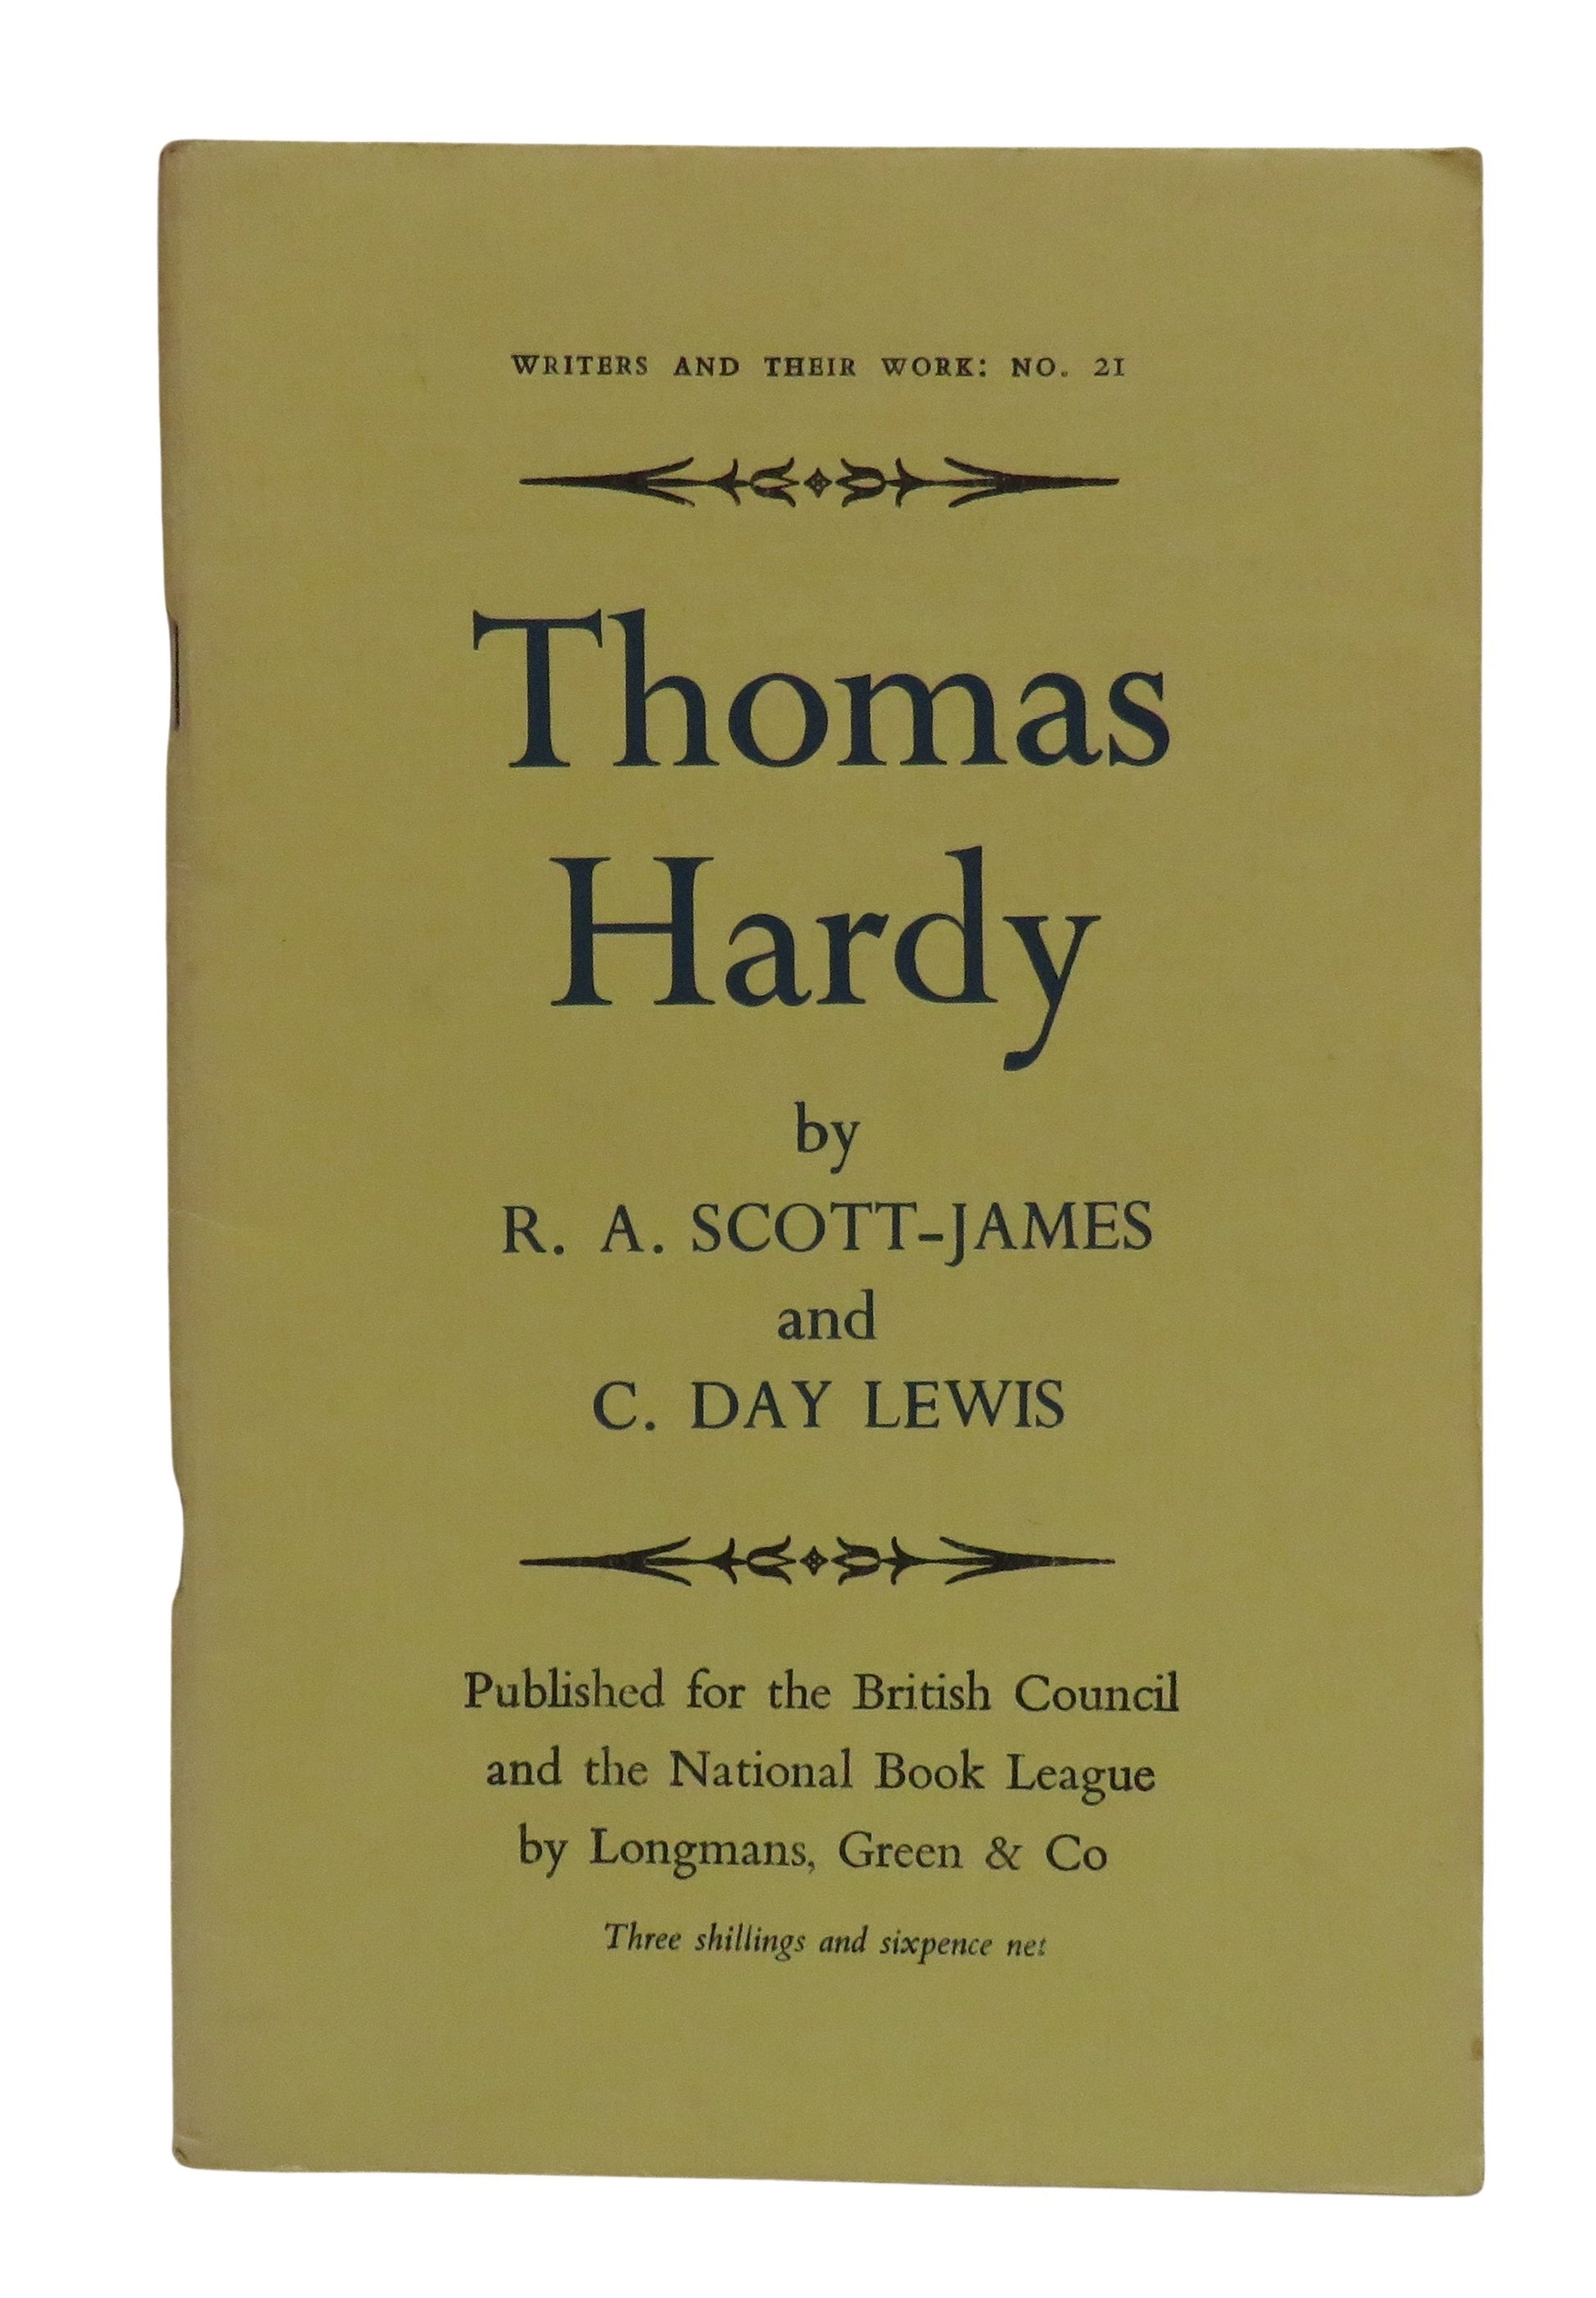 WRITERS AND THEIR WORK: NO. 21
Thomas
Hardy
by
R. A. SCOTT-JAMES
and
C. DAY LEWIS
Published for the British Council
and the National Book League
by Longmans, Green & Co
Three shillings and sixpence net